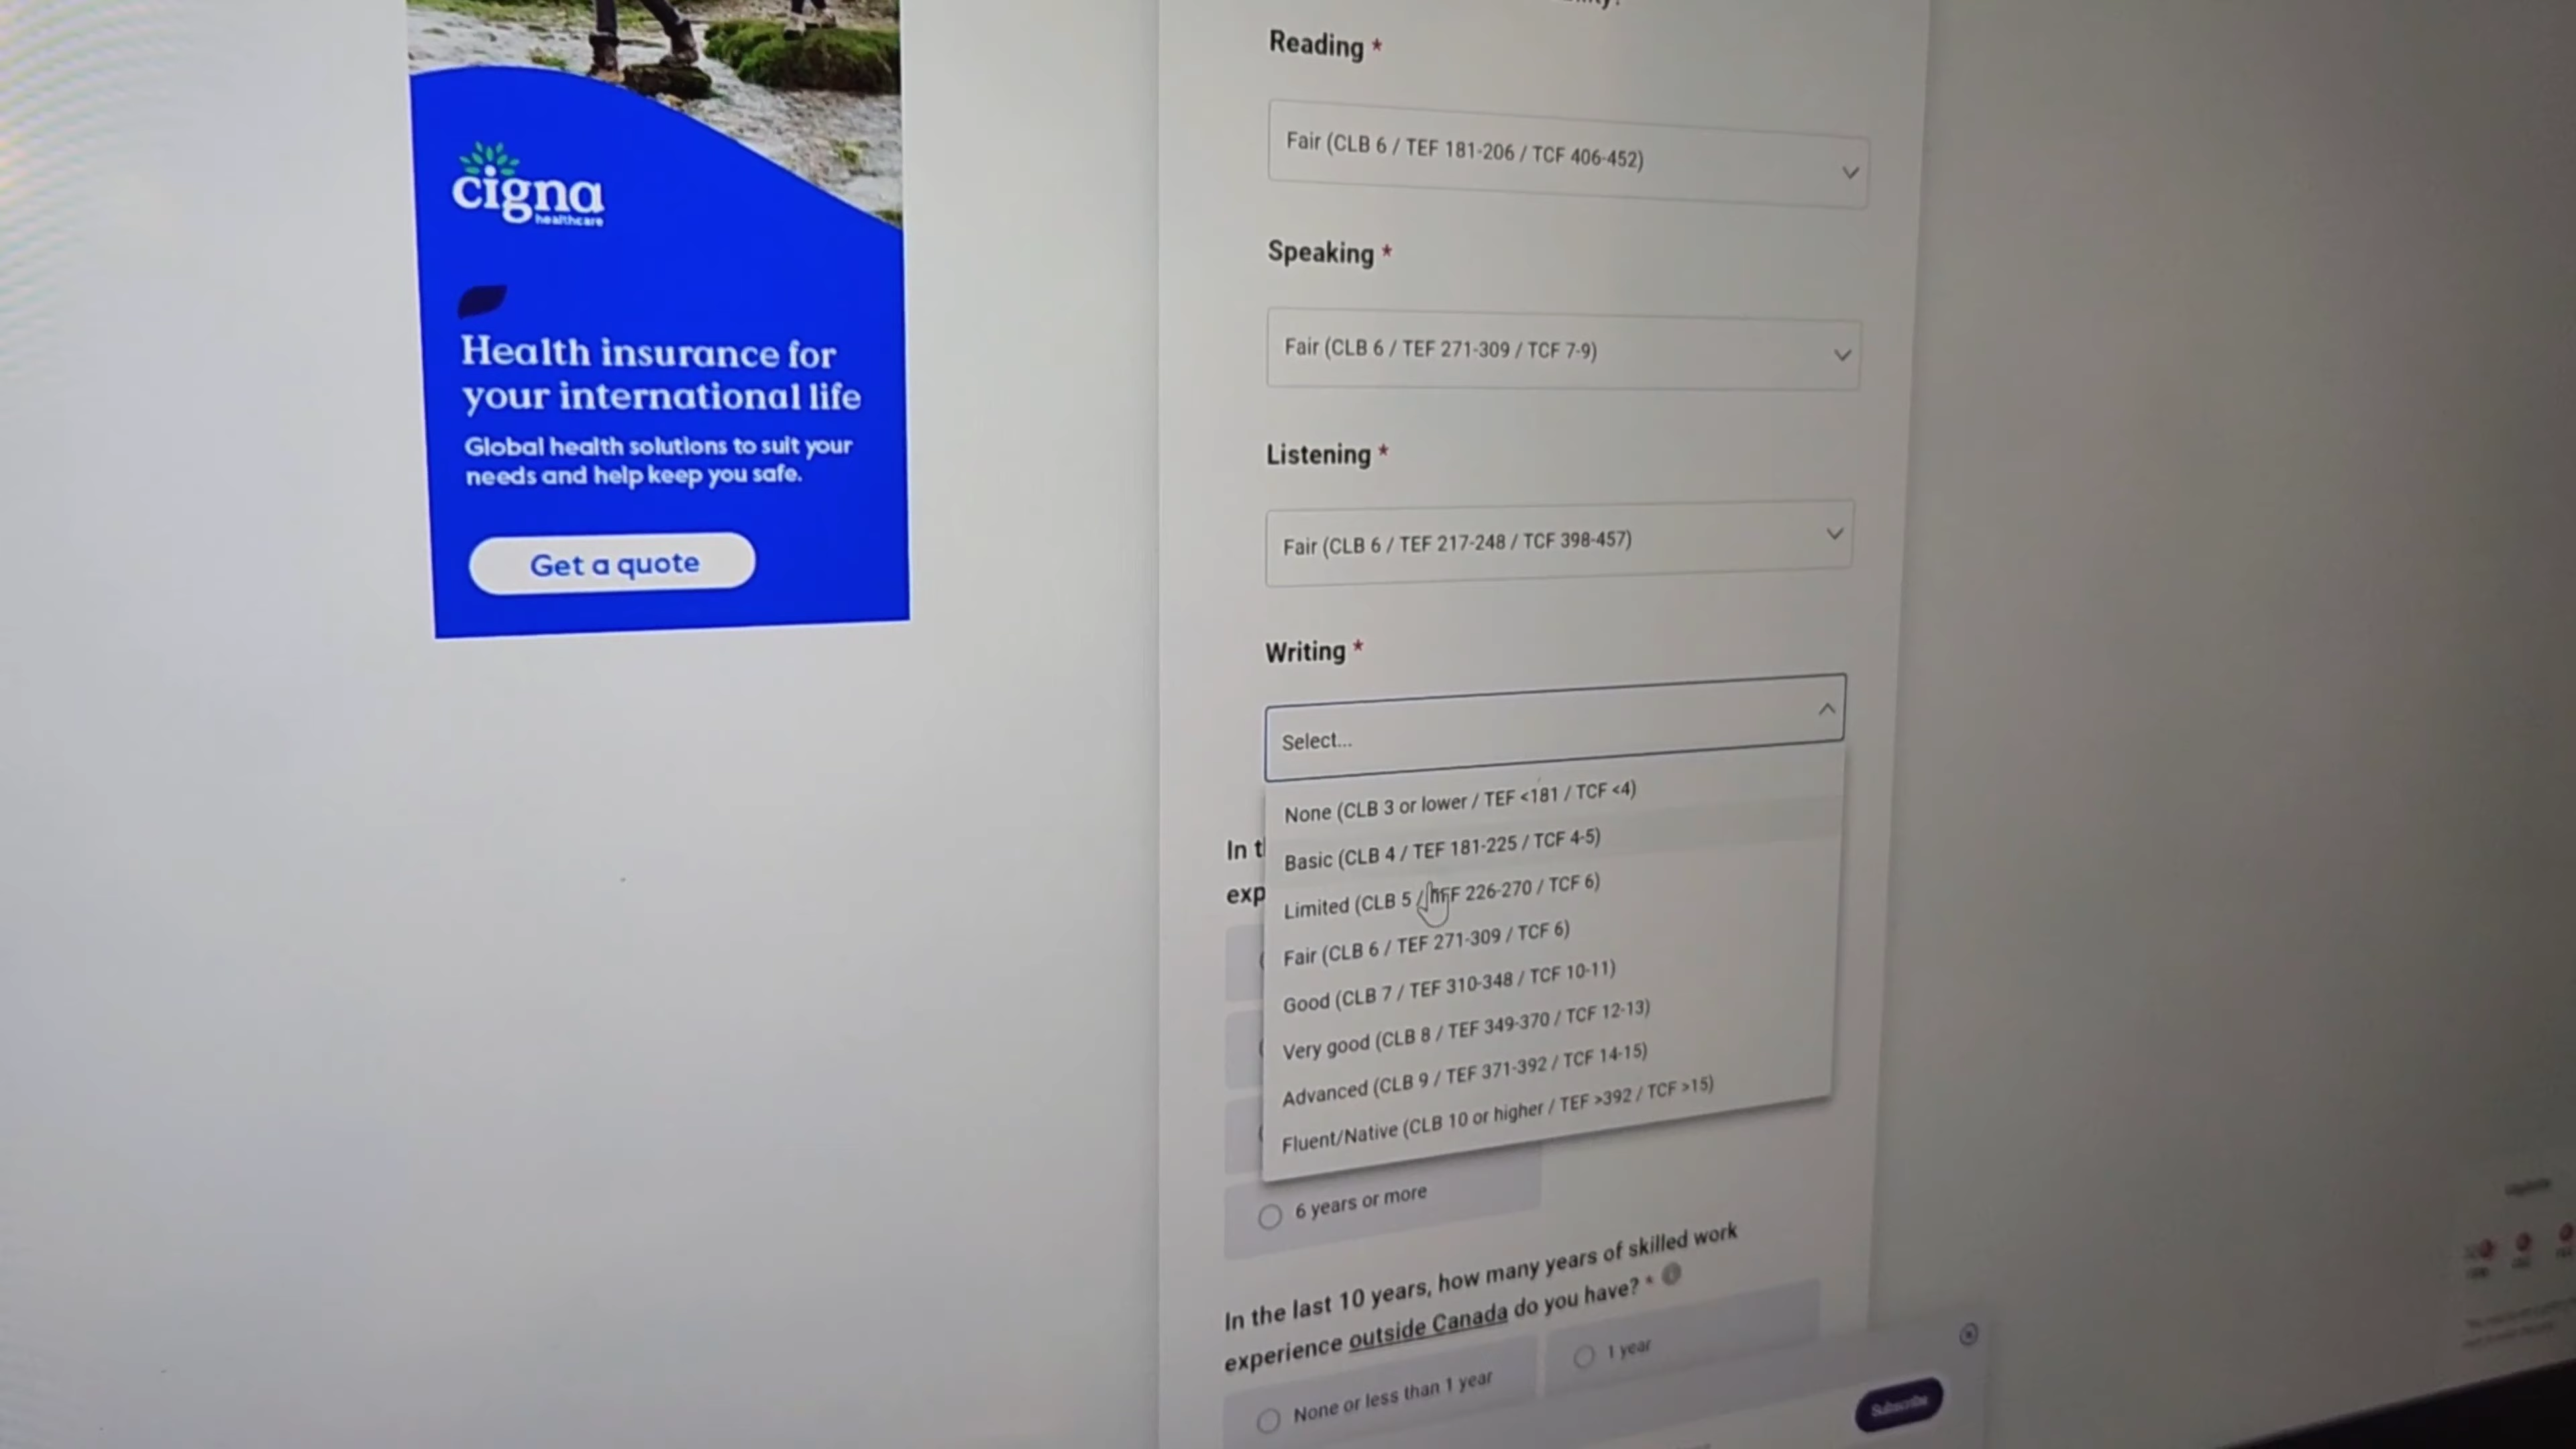 cigna
healthcare
Health insurance for
your international life
Global health solutions to suit your
needs and help keep you safe.
Get a quote
Reading *
Fair (CLB 6 / TEF 181-206 / TCF 406-452)
Speaking *
Fair (CLB 6 / TEF 271-309 / TCF 7-9)
Listening *
Fair (CLB 6 / TEF 217-248 / TCF 398-457)
Writing *
Select...
None (CLB 3 or lower / TEF <181 / TCF <4)
Basic (CLB 4 / TEF 181-225 / TCF 4-5)
Limited (CLB 5 / TEF 226-270 / TCF 6)
Fair (CLB 6 / TEF 271-309 / TCF 6)
Good (CLB 7 / TEF 310-348 / TCF 10-11)
Very good (CLB 8 / TEF 349-370 / TCF 12-13)
Advanced (CLB 9 / TEF 371-392 / TCF 14-15)
Fluent/Native (CLB 10 or higher / TEF >392 / TCF >15)
In t
exp
6 years or more
In the last 10 years, how many years of skilled work
experience outside Canada do you have? *
None or less than 1 year
1 year
Subscribe